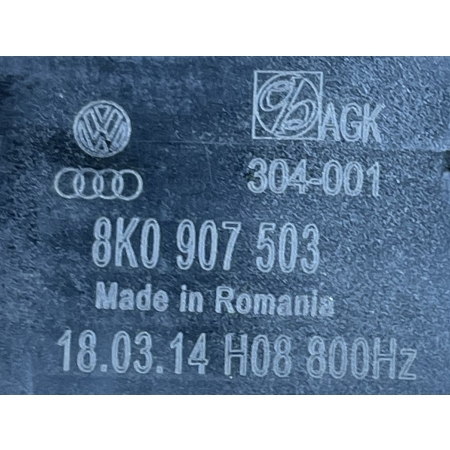 AGK
304-001
8K0 907 503
Made in Romania
18.03.14 H08 800Hz